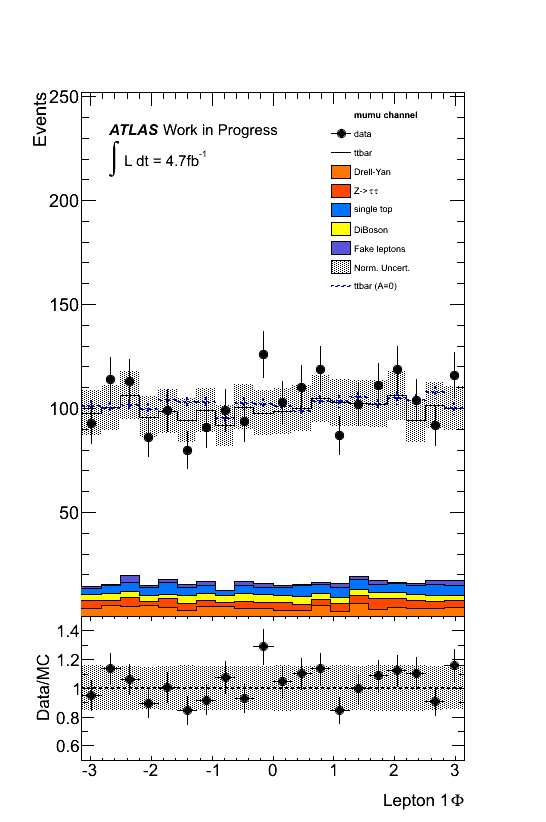 Events
250
200
150
100
50
ATLAS Work in Progress
∫ L dt = 4.7fb⁻¹
mumu channel
data
ttbar
Drell-Yan
Z->ττ
single top
DiBoson
Fake leptons
Norm. Uncert.
ttbar (A=0)
Data/MC
1.4
1.2
1
0.8
0.6
-3 -2 -1 0 1 2 3
Lepton 1Φ